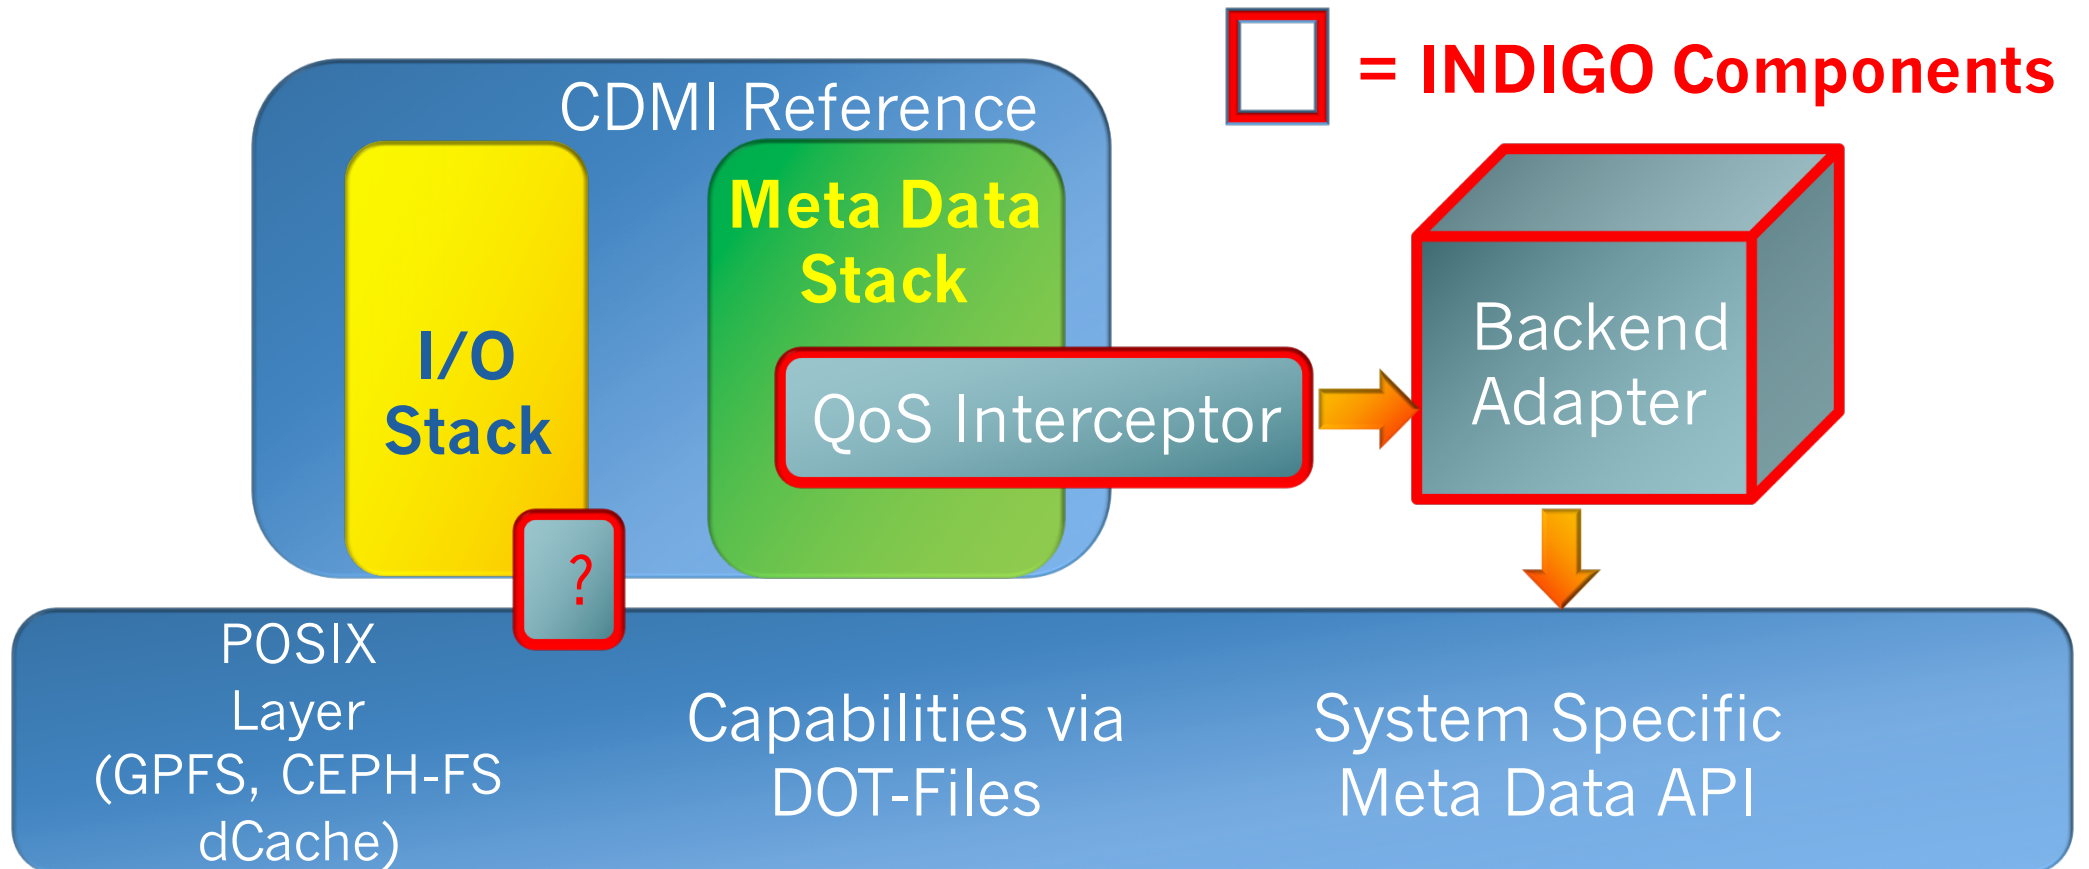 = INDIGO Components
CDMI Reference
Meta Data
Stack
I/O
Stack
QoS Interceptor
Backend
Adapter
?
POSIX
Layer
(GPFS, CEPH-FS
dCache)
Capabilities via
DOT-Files
System Specific
Meta Data API